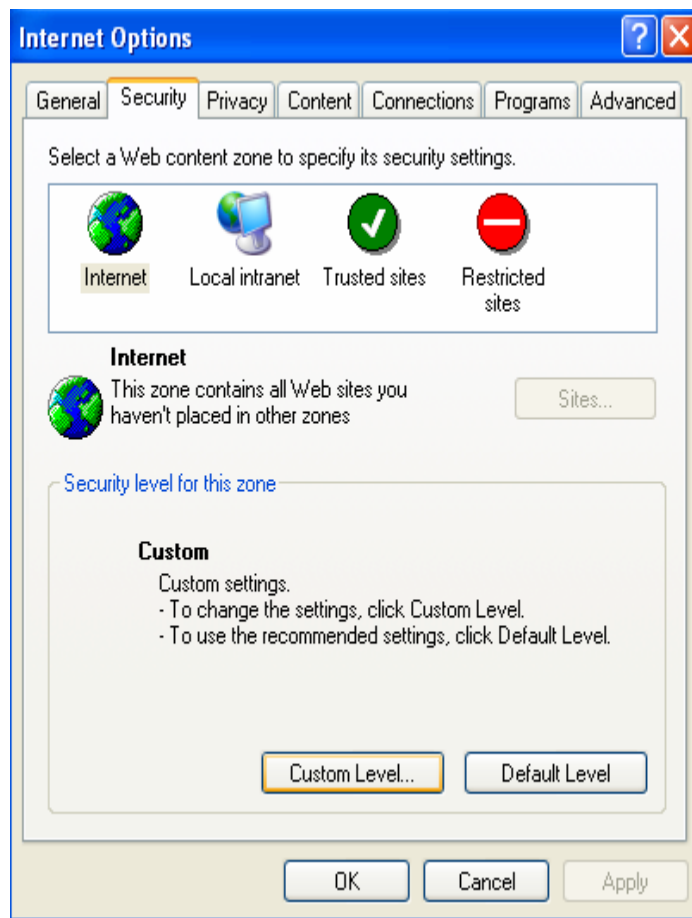 Internet Options
General Security Privacy Content Connections Programs Advanced
Select a Web content zone to specify its security settings.
Internet Local intranet Trusted sites Restricted
sites
Internet
This zone contains all Web sites you
haven't placed in other zones
Sites...
Security level for this zone
Custom
Custom settings.
- To change the settings, click Custom Level.
- To use the recommended settings, click Default Level.
Custom Level... Default Level
OK Cancel Apply